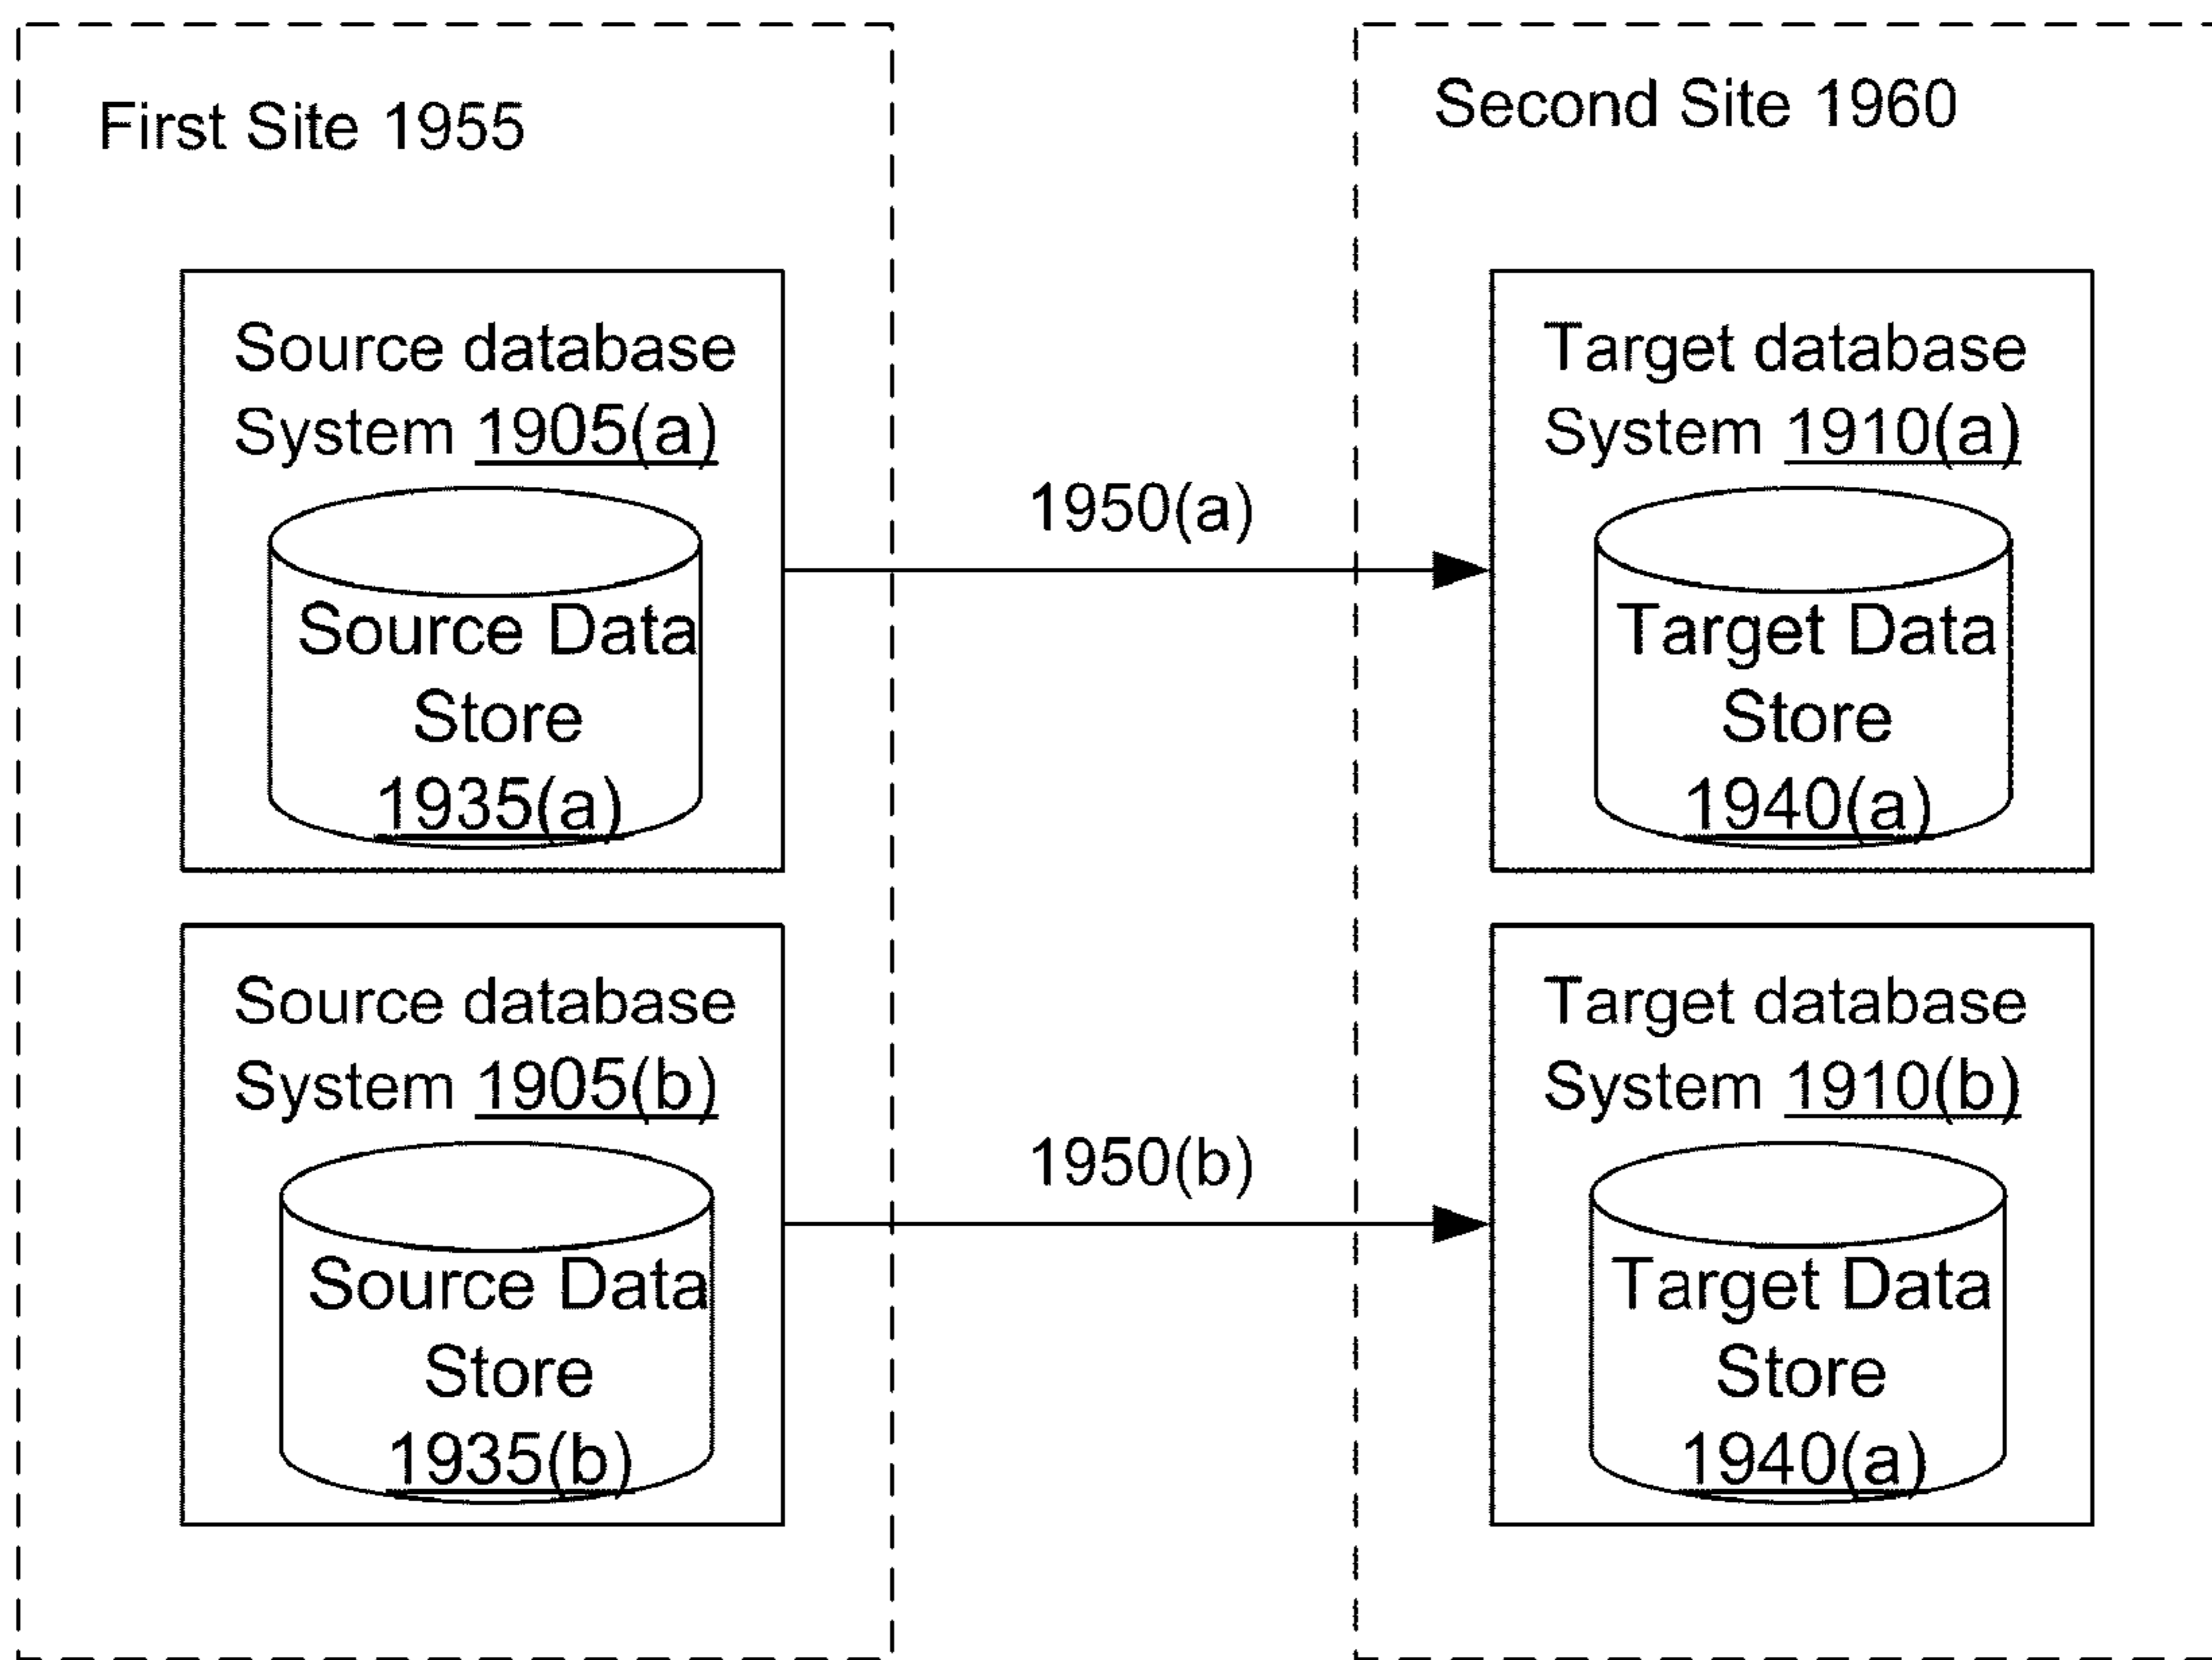 First Site 1955
Second Site 1960
Source database
System 1905(a)
Source Data
Store
1935(a)
1950(a)
Target database
System 1910(a)
Target Data
Store
1940(a)
Source database
System 1905(b)
Source Data
Store
1935(b)
1950(b)
Target database
System 1910(b)
Target Data
Store
1940(a)